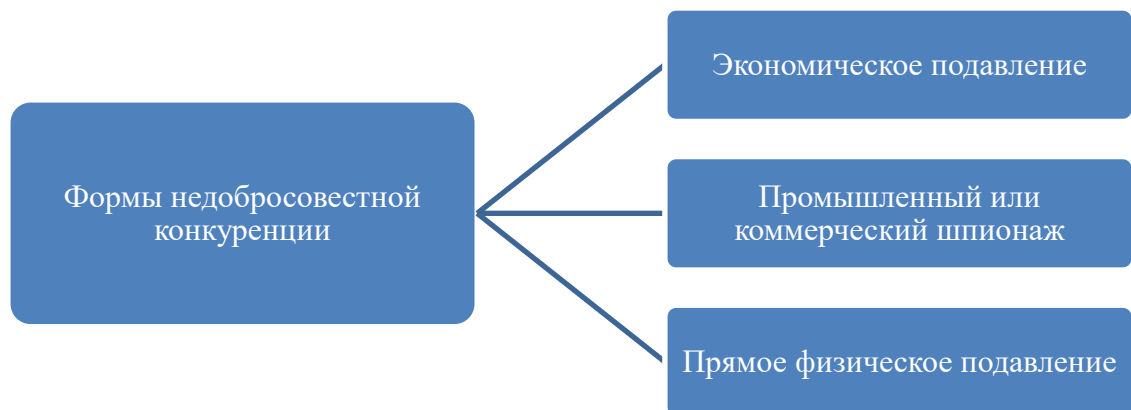 Формы недобросовестной
конкуренции
Экономическое подавление
Промышленный или
коммерческий шпионаж
Прямое физическое подавление